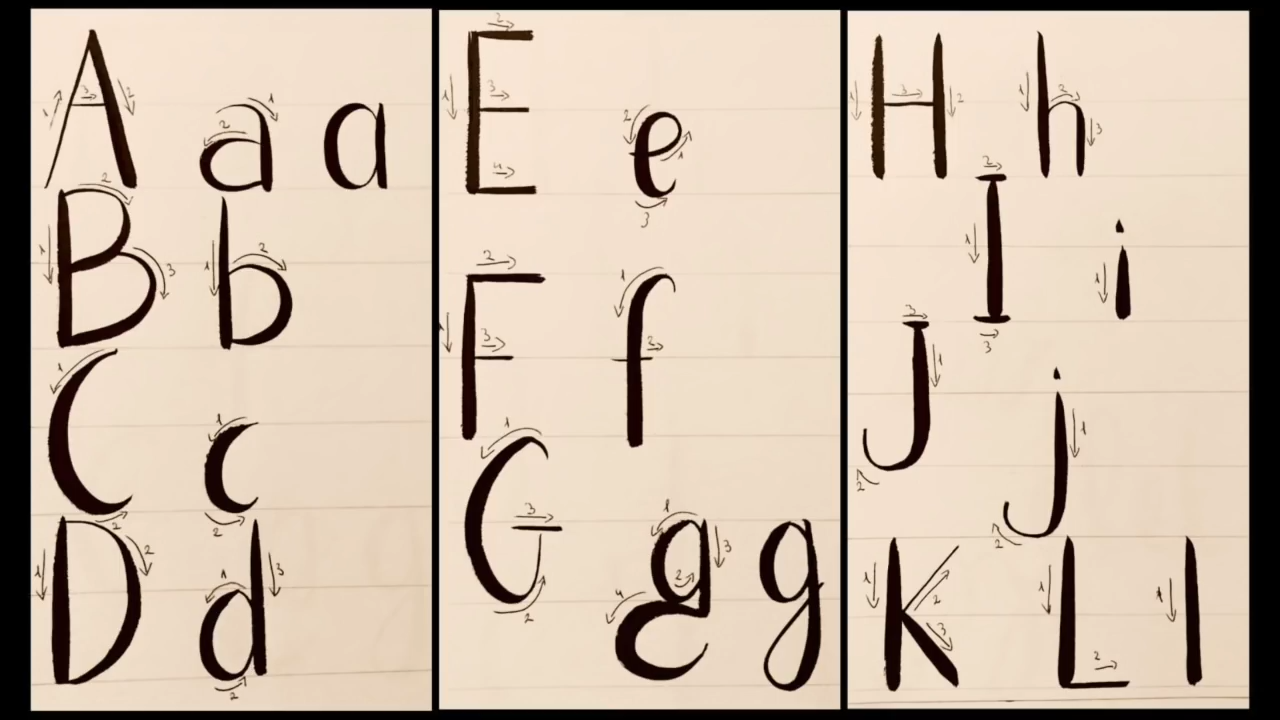 A a a
B b
C c
D d
E e
F f
G g g
H h
I i
J j
K L l